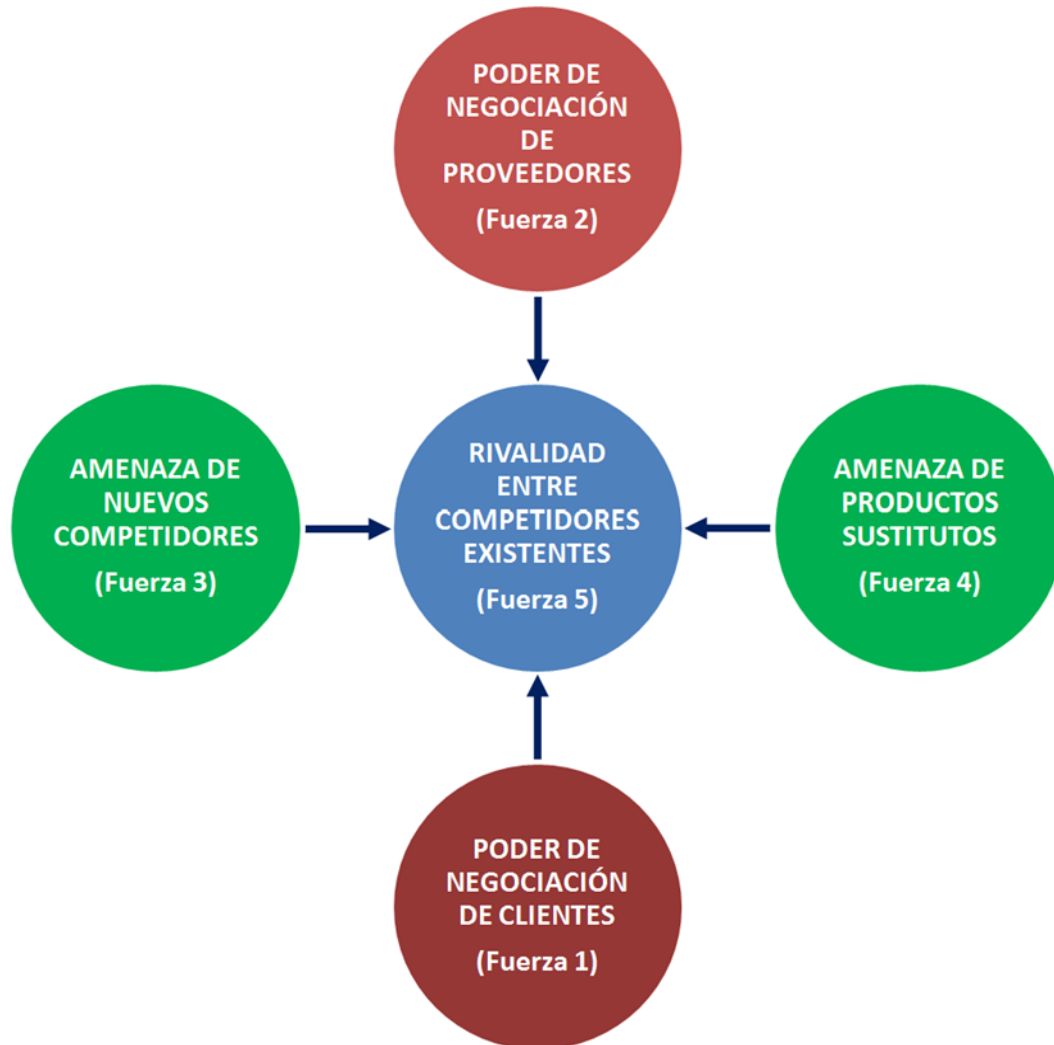 PODER DE
NEGOCIACIÓN
DE
PROVEEDORES
(Fuerza 2)
AMENAZA DE
NUEVOS
COMPETIDORES
(Fuerza 3)
RIVALIDAD
ENTRE
COMPETIDORES
EXISTENTES
(Fuerza 5)
AMENAZA DE
PRODUCTOS
SUSTITUTOS
(Fuerza 4)
PODER DE
NEGOCIACIÓN
DE CLIENTES
(Fuerza 1)